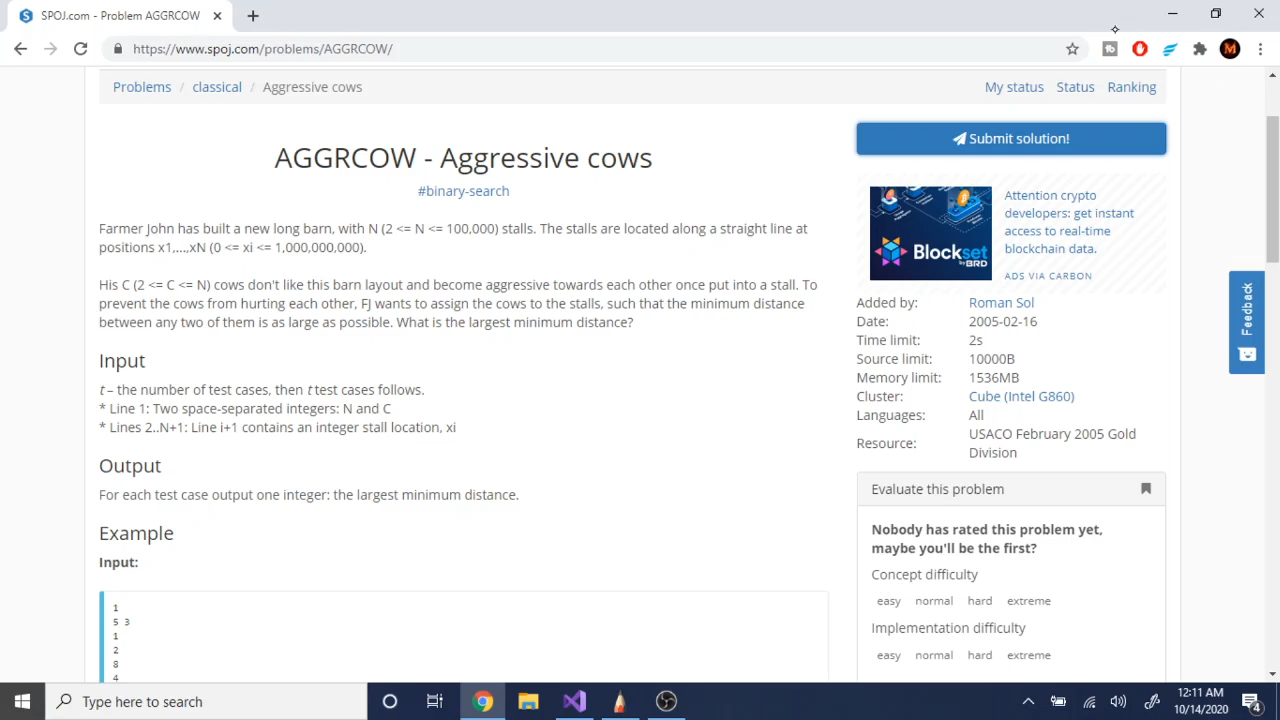 SPOJ.com - Problem AGGRCOW
https://www.spoj.com/problems/AGGRCOW/
M
Problems / classical / Aggressive cows
My status Status Ranking
AGGRCOW - Aggressive cows
#binary-search
Farmer John has built a new long barn, with N (2 <= N <= 100,000) stalls. The stalls are located along a straight line at
positions x1,...,xN (0 <= xi <= 1,000,000,000).
His C (2 <= C <= N) cows don't like this barn layout and become aggressive towards each other once put into a stall. To
prevent the cows from hurting each other, FJ wants to assign the cows to the stalls, such that the minimum distance
between any two of them is as large as possible. What is the largest minimum distance?
Input
t – the number of test cases, then t test cases follows.
* Line 1: Two space-separated integers: N and C
* Lines 2..N+1: Line i+1 contains an integer stall location, xi
Output
For each test case output one integer: the largest minimum distance.
Example
Input:
1
5 3
1
2
8
4
Submit solution!
Blockset
by BRD
Attention crypto
developers: get instant
access to real-time
blockchain data.
ADS VIA CARBON
Added by: Roman Sol
Date: 2005-02-16
Time limit: 2s
Source limit: 10000B
Memory limit: 1536MB
Cluster: Cube (Intel G860)
Languages: All
Resource: USACO February 2005 Gold
Division
Evaluate this problem
Nobody has rated this problem yet,
maybe you'll be the first?
Concept difficulty
easy normal hard extreme
Implementation difficulty
easy normal hard extreme
Feedback
Type here to search
12:11 AM
10/14/2020
4